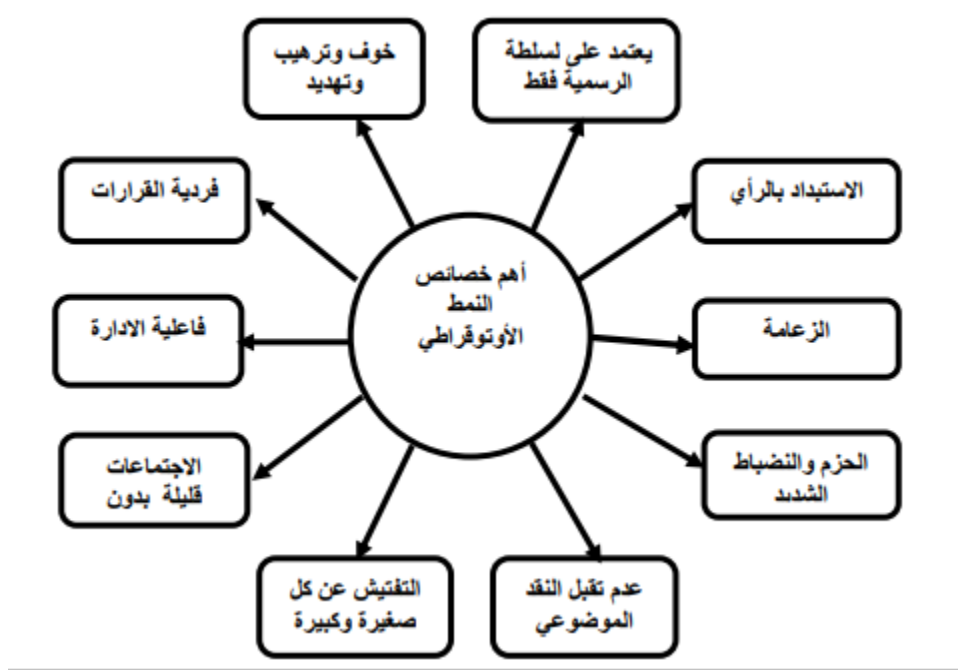 أهم خصائص
النمط
الأوتوقراطي
يعتمد على لسلطة
الرسمية فقط
الاستبداد بالرأي
الزعامة
الحزم والنضباط
الشديد
عدم تقبل النقد
الموضوعي
التفتيش عن كل
صغيرة وكبيرة
الاجتماعات
قليلة بدون
فاعلية الادارة
فردية القرارات
خوف وترهيب
وتهديد